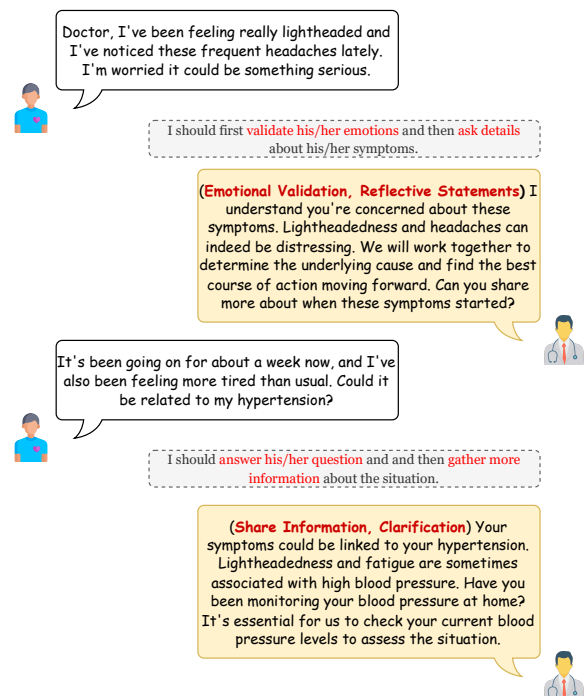 Doctor, I've been feeling really lightheaded and
I've noticed these frequent headaches lately.
I'm worried it could be something serious.
I should first validate his/her emotions and then ask details
about his/her symptoms.
(Emotional Validation, Reflective Statements) I
understand you're concerned about these
symptoms. Lightheadedness and headaches can
indeed be distressing. We will work together to
determine the underlying cause and find the best
course of action moving forward. Can you share
more about when these symptoms started?
It's been going on for about a week now, and I've
also been feeling more tired than usual. Could it
be related to my hypertension?
I should answer his/her question and and then gather more
information about the situation.
(Share Information, Clarification) Your
symptoms could be linked to your hypertension.
Lightheadedness and fatigue are sometimes
associated with high blood pressure. Have you
been monitoring your blood pressure at home?
It's essential for us to check your current blood
pressure levels to assess the situation.